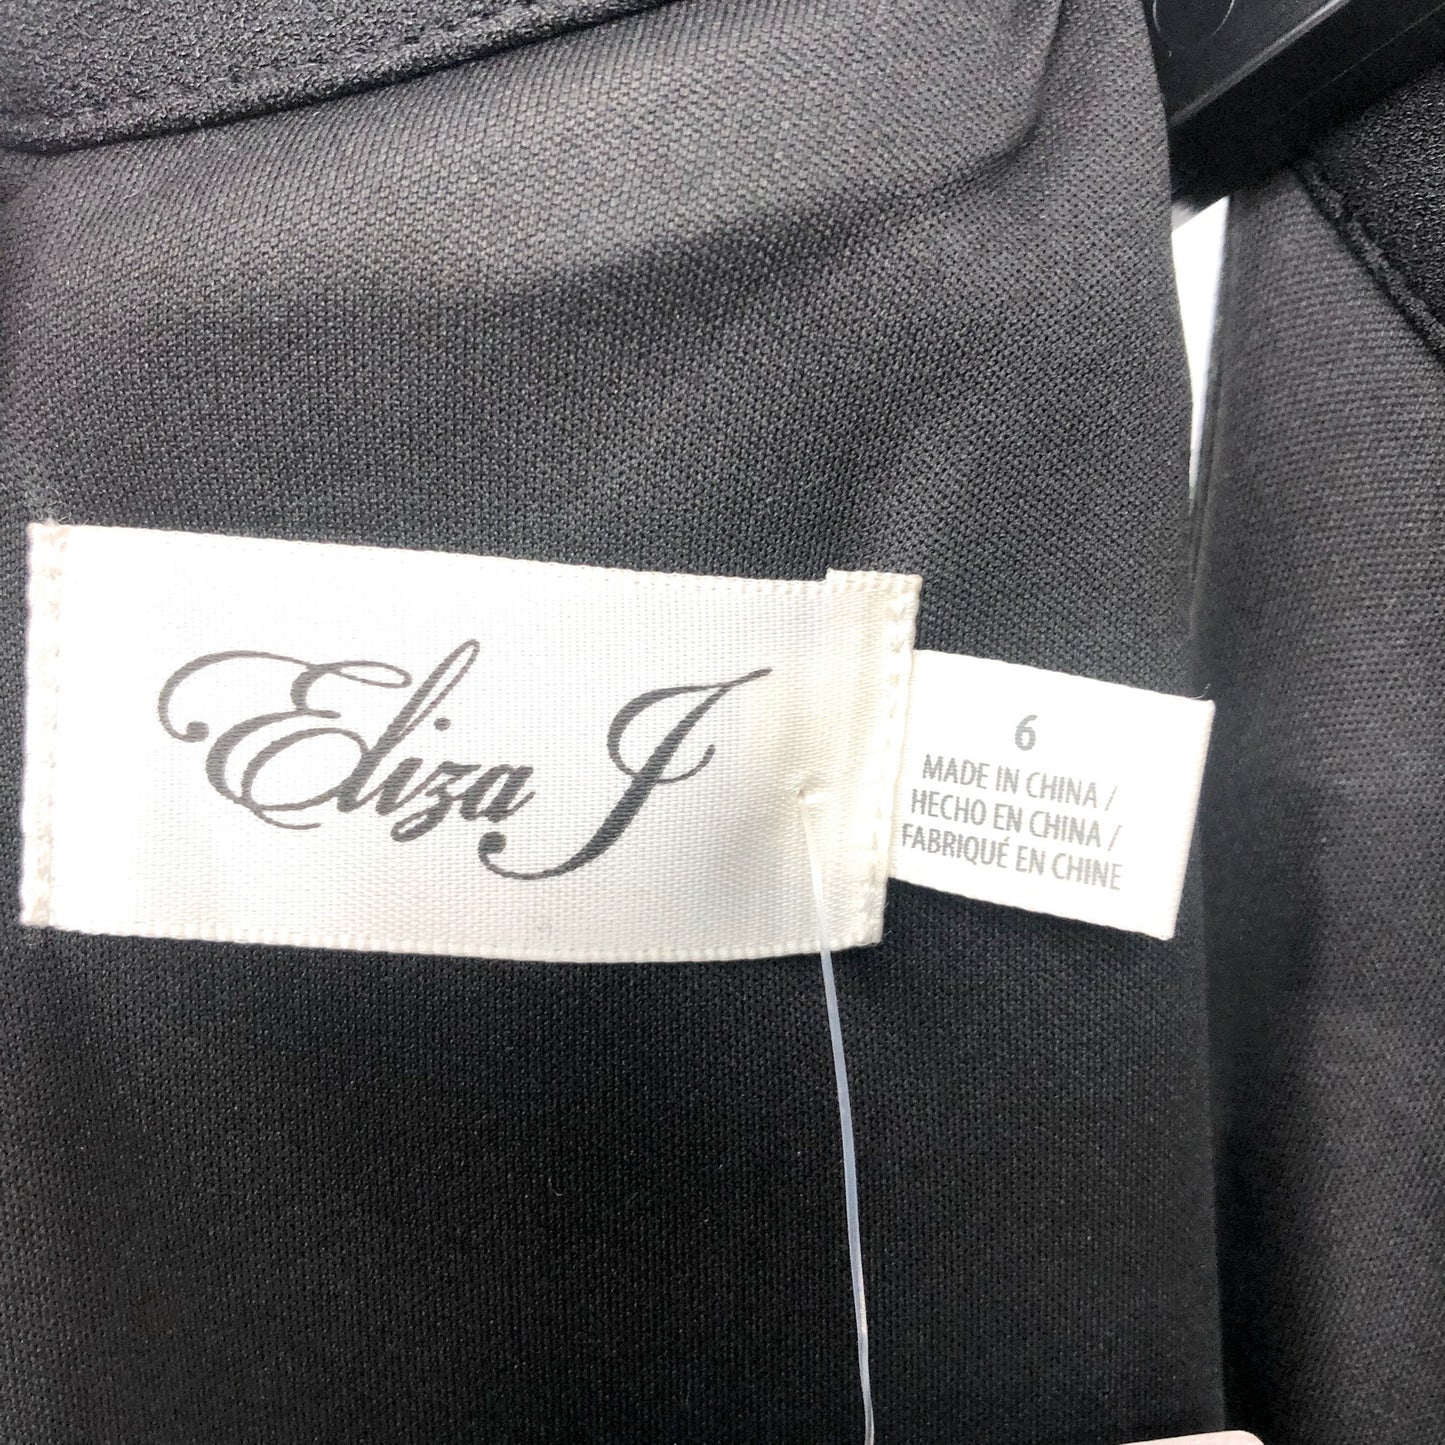 Eliza J
6
MADE IN CHINA /
HECHO EN CHINA /
FABRIQUÉ EN CHINE